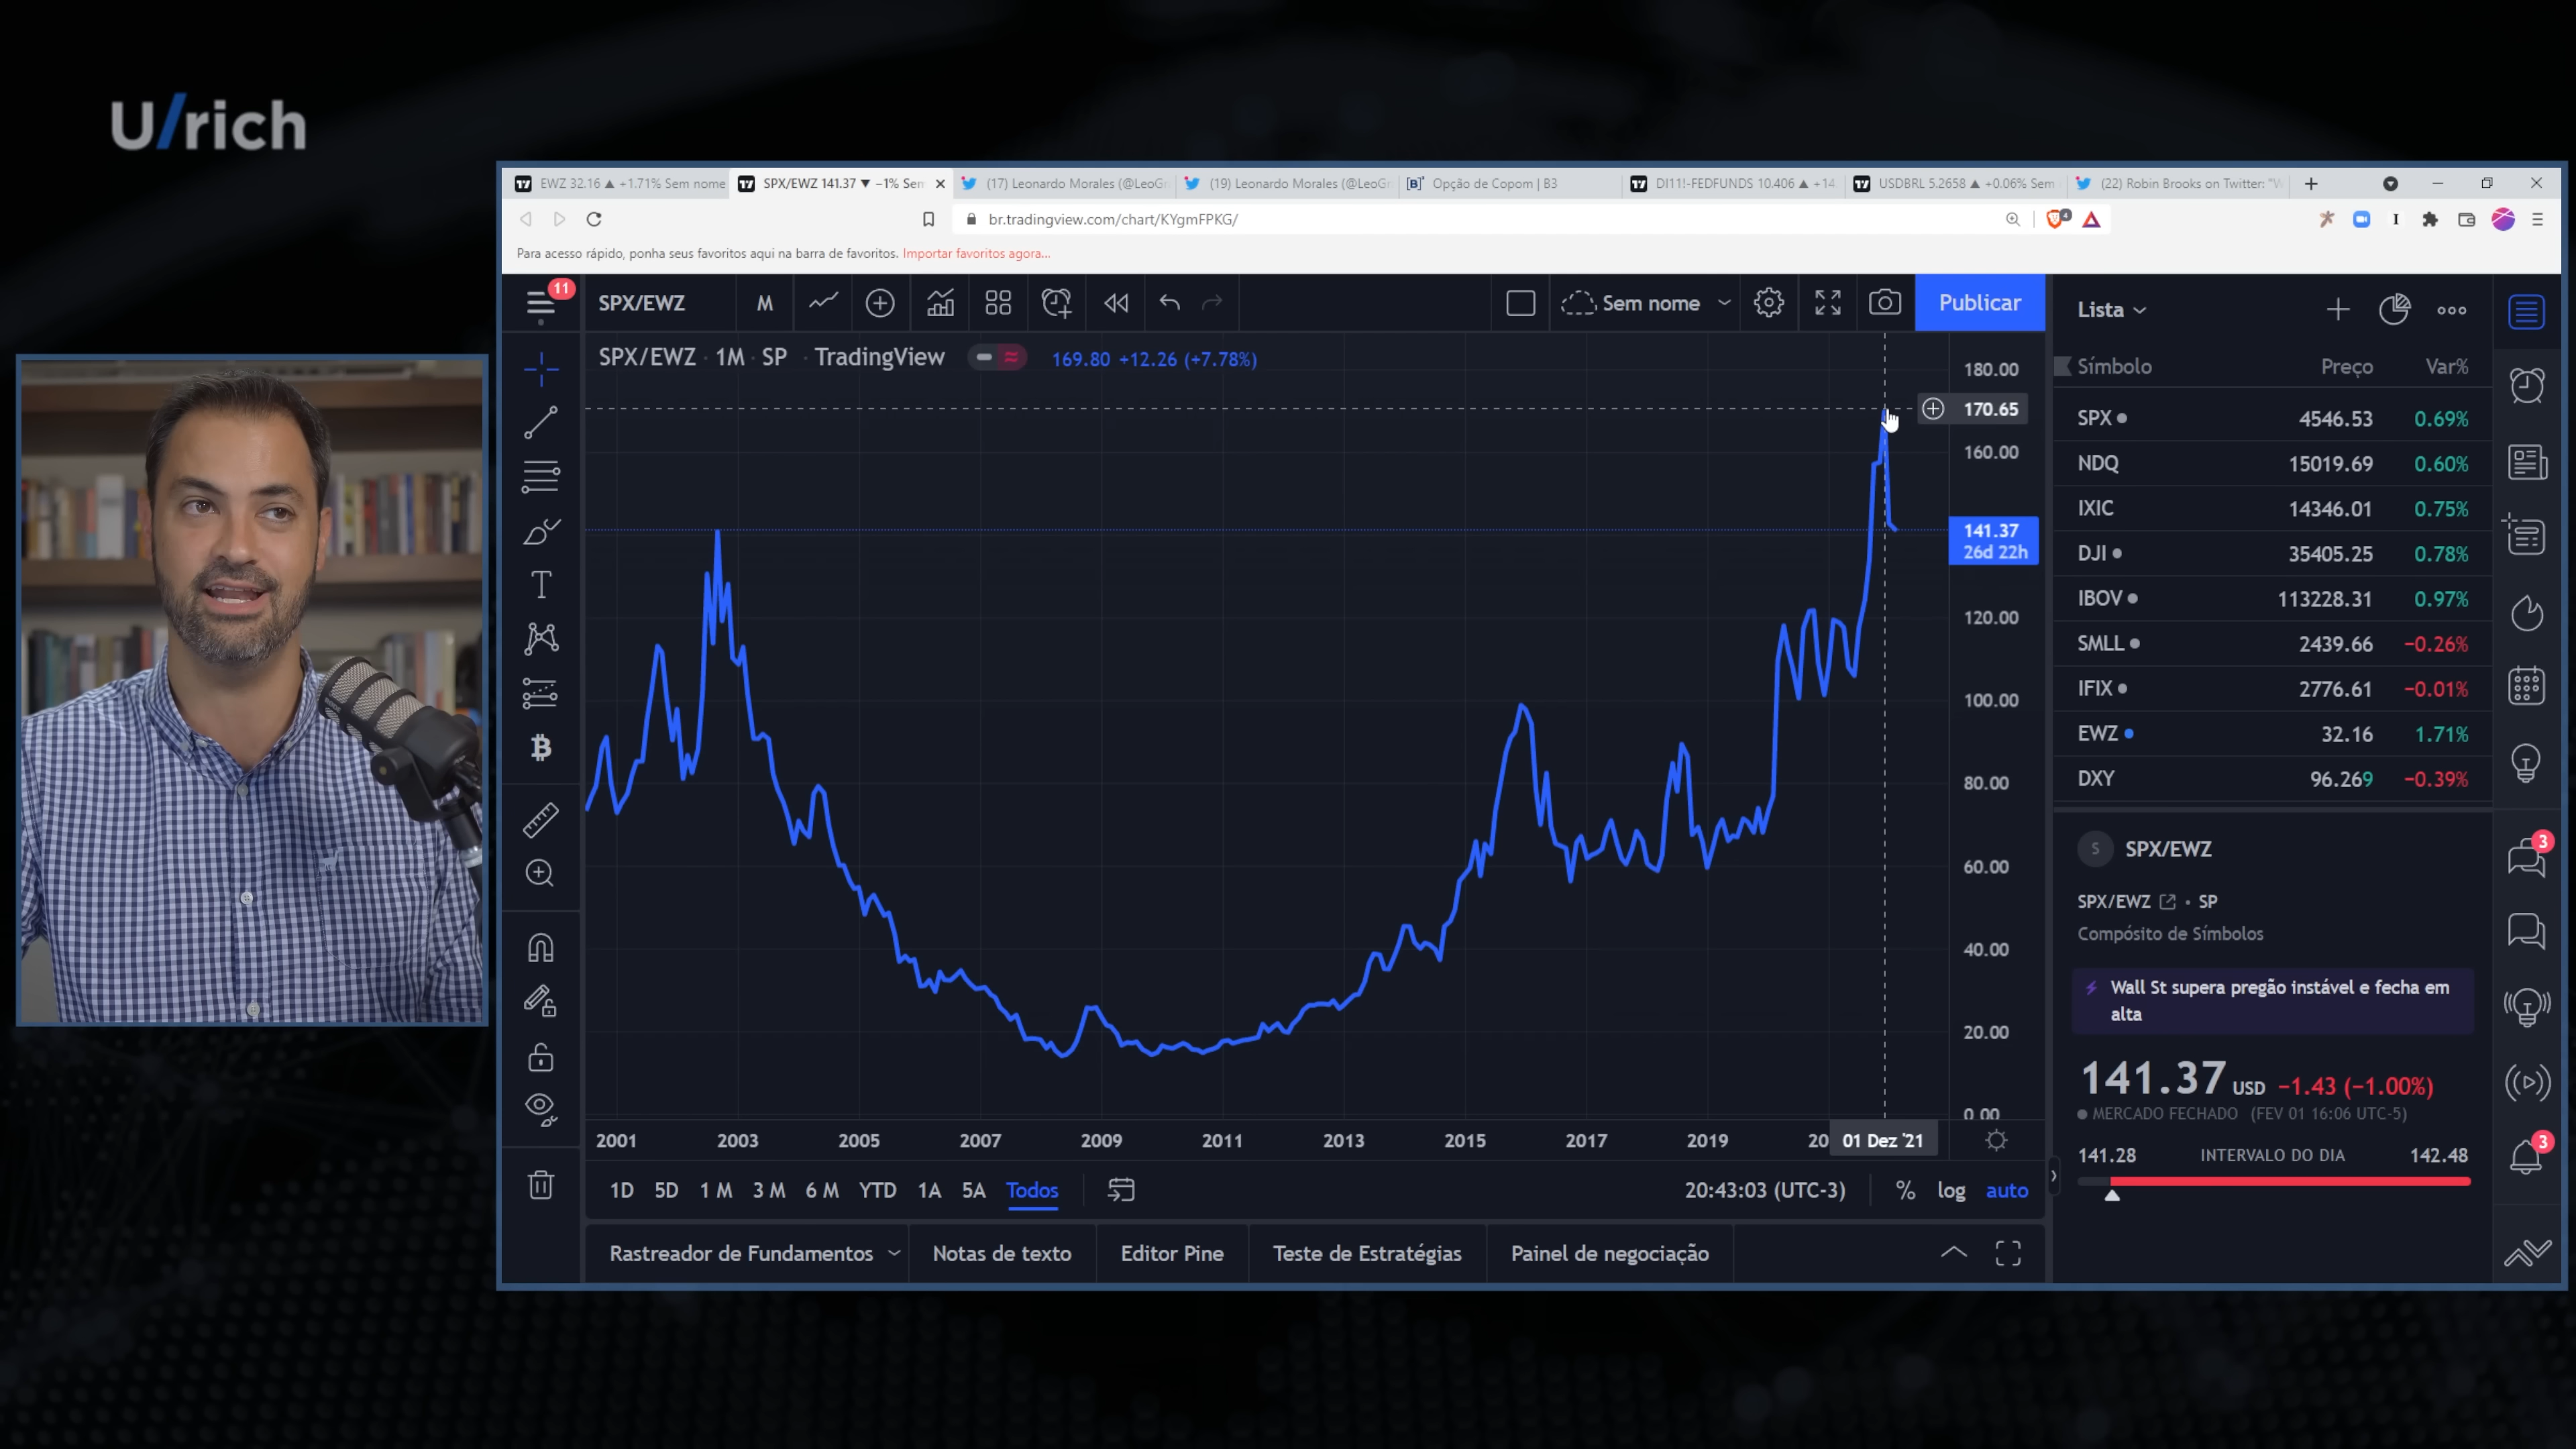 U/rich
EWZ 32.16 ▲ +1.71% Sem nome
SPX/EWZ 141.37 ▼ −1% Sem
(17) Leonardo Morales (@LeoG
(19) Leonardo Morales (@LeoG
[B]³ Opção de Copom | B3
DI11!-FEDFUNDS 10.406 ▲ +14
USDBRL 5.2658 ▲ +0.06% Sem
(22) Robin Brooks on Twitter: "W
br.tradingview.com/chart/KYgmFPKG/
4
Para acesso rápido, ponha seus favoritos aqui na barra de favoritos. Importar favoritos agora...
11
SPX/EWZ
M
Sem nome
Publicar
SPX/EWZ · 1M · SP · TradingView
169.80 +12.26 (+7.78%)
T
180.00
170.65
160.00
141.37
26d 22h
120.00
100.00
80.00
60.00
40.00
20.00
0.00
2001 2003 2005 2007 2009 2011 2013 2015 2017 2019 20 01 Dez '21
1D 5D 1 M 3 M 6 M YTD 1A 5A Todos
20:43:03 (UTC-3) % log auto
Rastreador de Fundamentos Notas de texto Editor Pine Teste de Estratégias Painel de negociação
Lista
Símbolo Preço Var%
SPX 4546.53 0.69%
NDQ 15019.69 0.60%
IXIC 14346.01 0.75%
DJI 35405.25 0.78%
IBOV 113228.31 0.97%
SMLL 2439.66 −0.26%
IFIX 2776.61 −0.01%
EWZ 32.16 1.71%
DXY 96.269 −0.39%
S SPX/EWZ
SPX/EWZ · SP
Compósito de Símbolos
Wall St supera pregão instável e fecha em
alta
141.37 USD −1.43 (−1.00%)
MERCADO FECHADO (FEV 01 16:06 UTC-5)
141.28 INTERVALO DO DIA 142.48
3
3